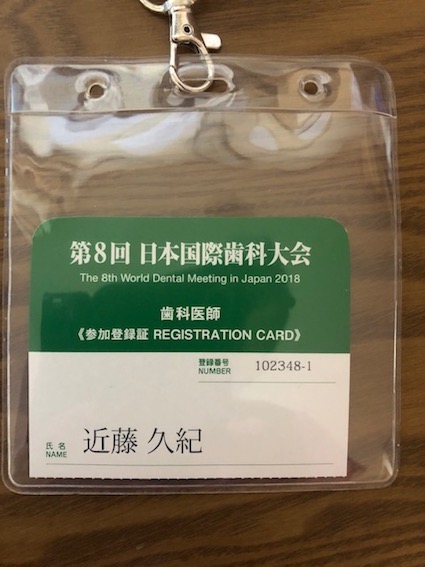 第8回 日本国際歯科大会
The 8th World Dental Meeting in Japan 2018
歯科医師
《参加登録証 REGISTRATION CARD》
登録番号
NUMBER 102348-1
氏 名
NAME 近藤 久紀